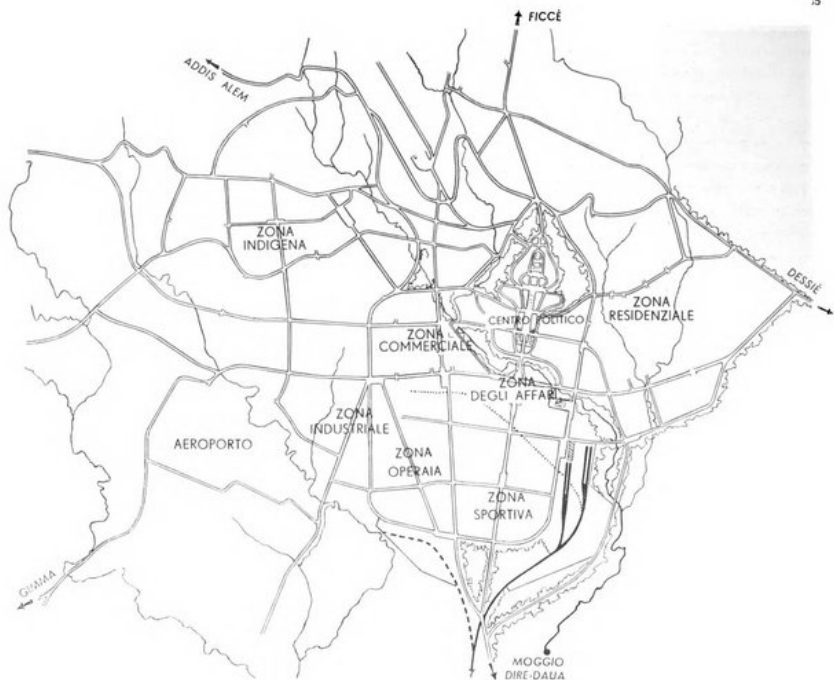 FICCÈ
ADDIS ALEM
ZONA
INDIGENA
DESSIÈ
ZONA
RESIDENZIALE
CENTRO POLITICO
ZONA
COMMERCIALE
ZONA
DEGLI AFFARI
ZONA
INDUSTRIALE
AEROPORTO
ZONA
OPERAIA
ZONA
SPORTIVA
GIMMA
MOGGIO
DIRE-DAUA